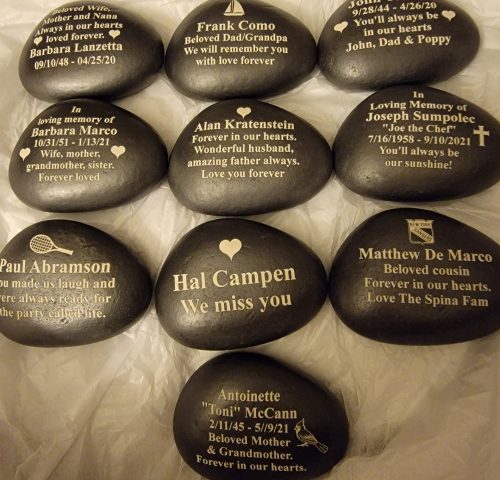 Beloved Wife,
Mother and Nana
Always in our hearts
loved forever.
Barbara Lanzetta
09/10/48 - 04/25/20
Frank Como
Beloved Dad/Grandpa
We will remember you
with love forever
John
9/28/44 - 4/26/20
You'll always be
in our hearts
John, Dad & Poppy
In
loving memory of
Barbara Marco
10/31/51 - 1/13/21
Wife, mother,
grandmother, sister.
Forever loved
Alan Kratenstein
Forever in our hearts.
Wonderful husband,
amazing father always.
Love you forever
In
Loving Memory of
Joseph Sumpolec
"Joe the Chef"
7/16/1958 - 9/10/2021
You'll always be
our sunshine!
Paul Abramson
You made us laugh and
were always ready for
the party called life.
Hal Campen
We miss you
NEW YORK
RANGERS
Matthew De Marco
Beloved cousin
Forever in our hearts.
Love The Spina Fam
Antoinette
"Toni" McCann
2/11/45 - 5//9/21
Beloved Mother
& Grandmother.
Forever in our hearts.